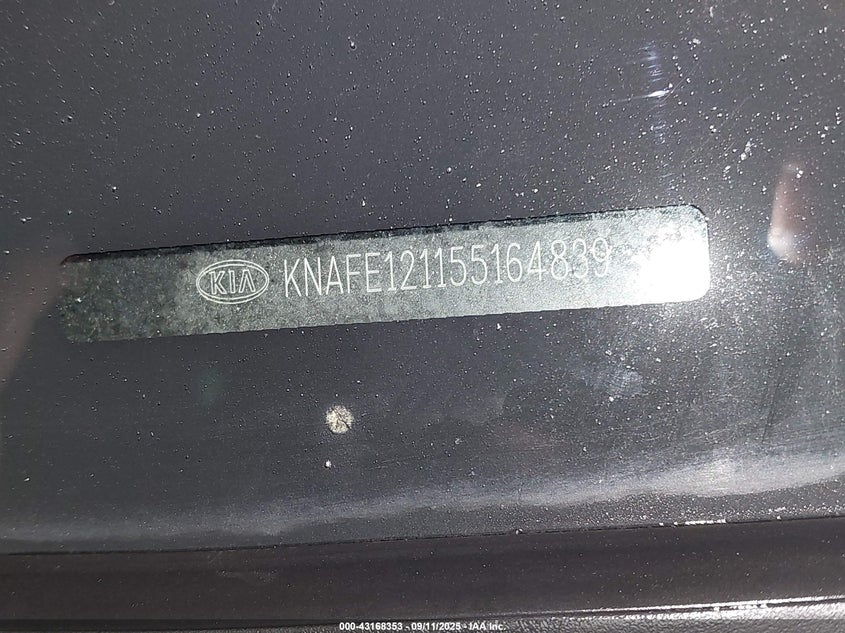 KIA KNAFE121155164839
000-43168353 - 09/11/2025 - IAA Inc.